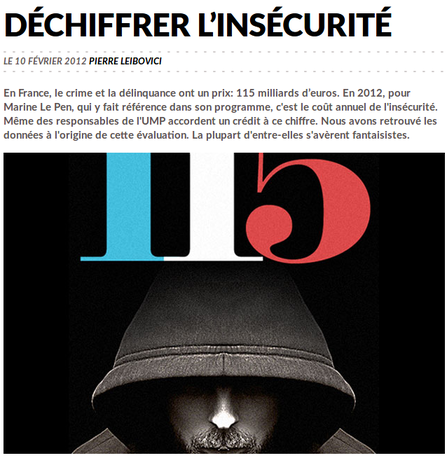 DÉCHIFFRER L'INSÉCURITÉ
LE 10 FÉVRIER 2012 PIERRE LEIBOVICI
En France, le crime et la délinquance ont un prix: 115 milliards d'euros. En 2012, pour
Marine Le Pen, qui y fait référence dans son programme, c'est le coût annuel de l'insécurité.
Même des responsables de l'UMP accordent un crédit à ce chiffre. Nous avons retrouvé les
données à l'origine de cette évaluation. La plupart d'entre-elles s'avèrent fantaisistes.
115